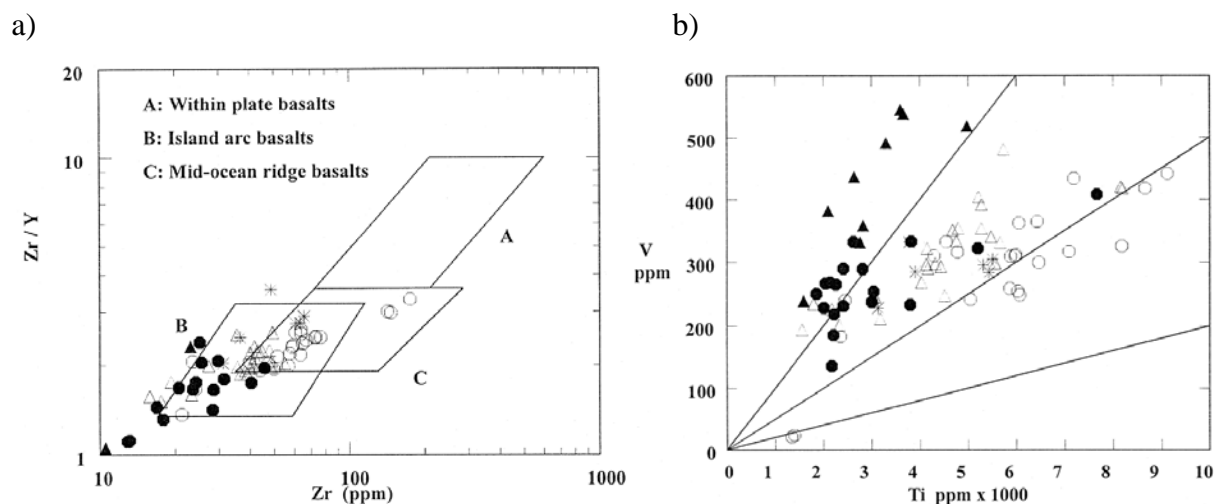 a)
20
A: Within plate basalts
B: Island arc basalts
C: Mid-ocean ridge basalts
10
Zr / Y
A
B
C
1
10
100
1000
Zr (ppm)
b)
600
500
400
V
ppm
300
200
100
0
0 1 2 3 4 5 6 7 8 9 10
Ti ppm x 1000